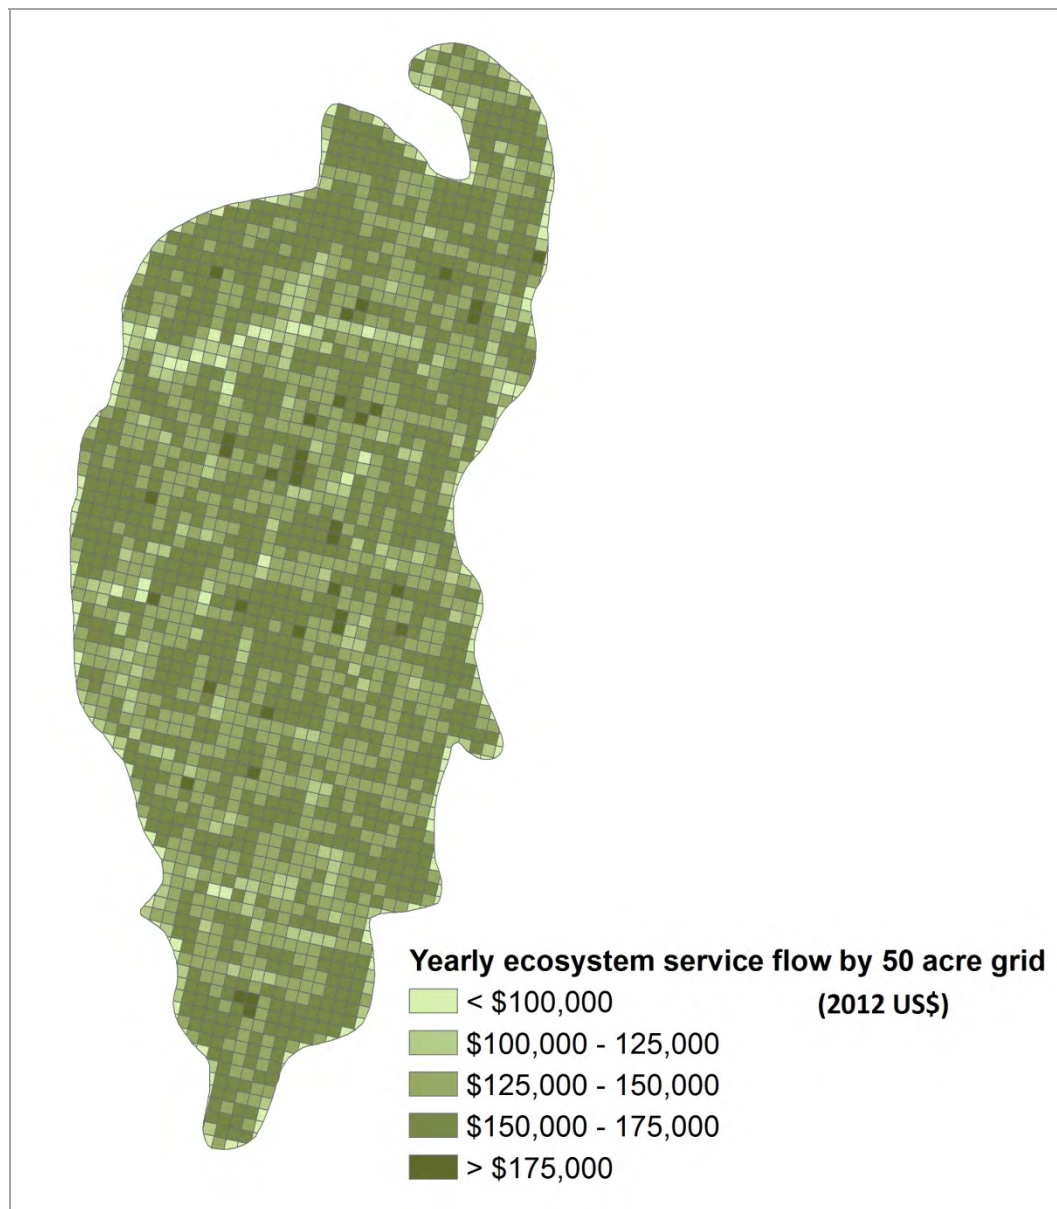 Yearly ecosystem service flow by 50 acre grid
(2012 US$)
< $100,000
$100,000 - 125,000
$125,000 - 150,000
$150,000 - 175,000
> $175,000